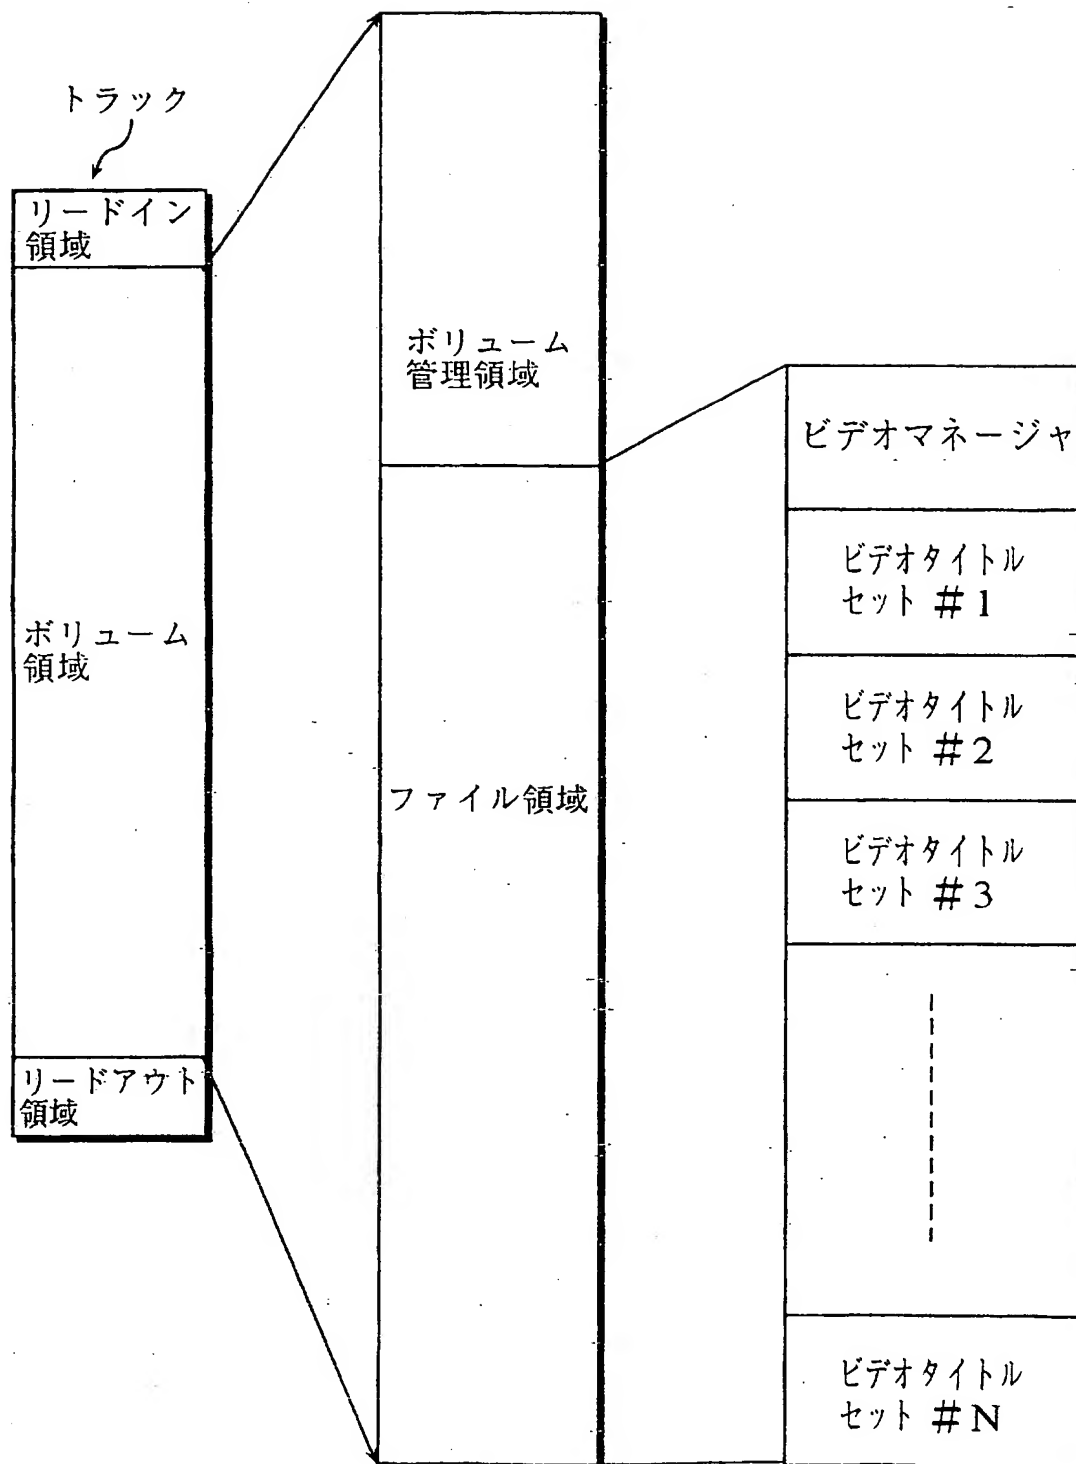 トラック
リードイン
領域
ボリューム
領域
リードアウト
領域
ボリューム
管理領域
ファイル領域
ビデオマネージャ
ビデオタイトル
セット #1
ビデオタイトル
セット #2
ビデオタイトル
セット #3
ビデオタイトル
セット #N